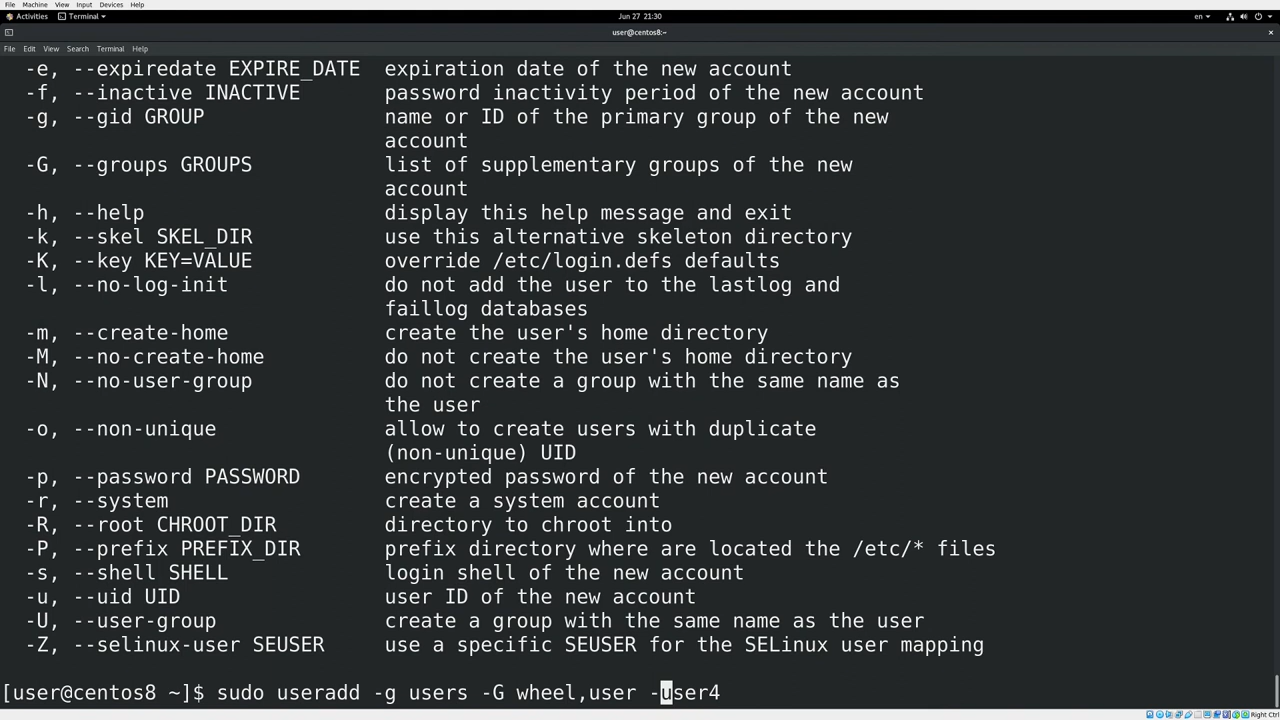 File Machine View Input Devices Help
Activities Terminal Jun 27 21:30 en
user@centos8:~
File Edit View Search Terminal Help
-e, --expiredate EXPIRE_DATE expiration date of the new account
-f, --inactive INACTIVE password inactivity period of the new account
-g, --gid GROUP name or ID of the primary group of the new
account
-G, --groups GROUPS list of supplementary groups of the new
account
-h, --help display this help message and exit
-k, --skel SKEL_DIR use this alternative skeleton directory
-K, --key KEY=VALUE override /etc/login.defs defaults
-l, --no-log-init do not add the user to the lastlog and
faillog databases
-m, --create-home create the user's home directory
-M, --no-create-home do not create the user's home directory
-N, --no-user-group do not create a group with the same name as
the user
-o, --non-unique allow to create users with duplicate
(non-unique) UID
-p, --password PASSWORD encrypted password of the new account
-r, --system create a system account
-R, --root CHROOT_DIR directory to chroot into
-P, --prefix PREFIX_DIR prefix directory where are located the /etc/* files
-s, --shell SHELL login shell of the new account
-u, --uid UID user ID of the new account
-U, --user-group create a group with the same name as the user
-Z, --selinux-user SEUSER use a specific SEUSER for the SELinux user mapping
[user@centos8 ~]$ sudo useradd -g users -G wheel,user -user4
Right Ctrl